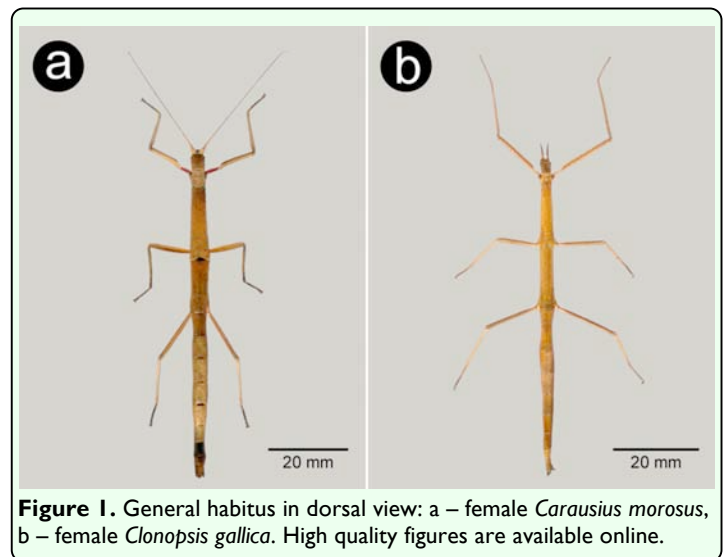 a
b
20 mm
20 mm
Figure 1. General habitus in dorsal view: a – female Carausius morosus,
b – female Clonopsis gallica. High quality figures are available online.